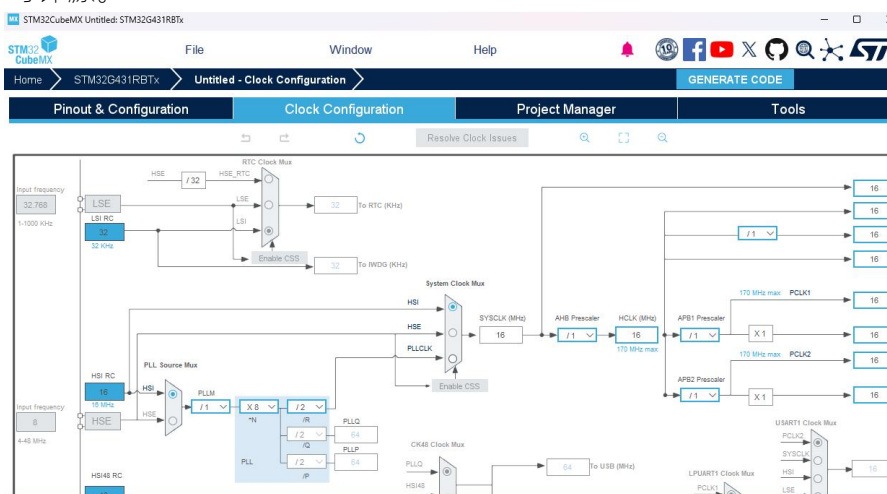 STM32CubeMX Untitled: STM32G431RBTx
STM32 CubeMX
File
Window
Help
Home
STM32G431RBTx
Untitled - Clock Configuration
GENERATE CODE
Pinout & Configuration
Clock Configuration
Project Manager
Tools
Resolve Clock Issues
RTC Clock Mux
HSE
/ 32
HSE_RTC
Input frequency
32.768
1-1000 KHz
LSE
LSE
32
To RTC (KHz)
LSI RC
32
32 KHz
LSI
Enable CSS
32
To IWDG (KHz)
/ 1
16
16
16
16
System Clock Mux
HSI
HSE
PLLCLK
SYSCLK (MHz)
16
AHB Prescaler
/ 1
HCLK (MHz)
16
170 MHz max
APB1 Prescaler
/ 1
170 MHz max
PCLK1
16
X 1
16
170 MHz max
PCLK2
16
APB2 Prescaler
/ 1
X 1
16
Enable CSS
PLL Source Mux
HSI RC
16
16 MHz
HSI
PLLM
/ 1
X 8
*N
/ 2
/R
Input frequency
8
4-48 MHz
HSE
HSE
/ 2
/Q
PLLQ
64
PLL
/ 2
/P
PLLP
64
HSI48 RC
CK48 Clock Mux
PLLQ
HSI48
64
To USB (MHz)
LPUART1 Clock Mux
PCLK1
USART1 Clock Mux
PCLK2
SYSCLK
HSI
LSE
16